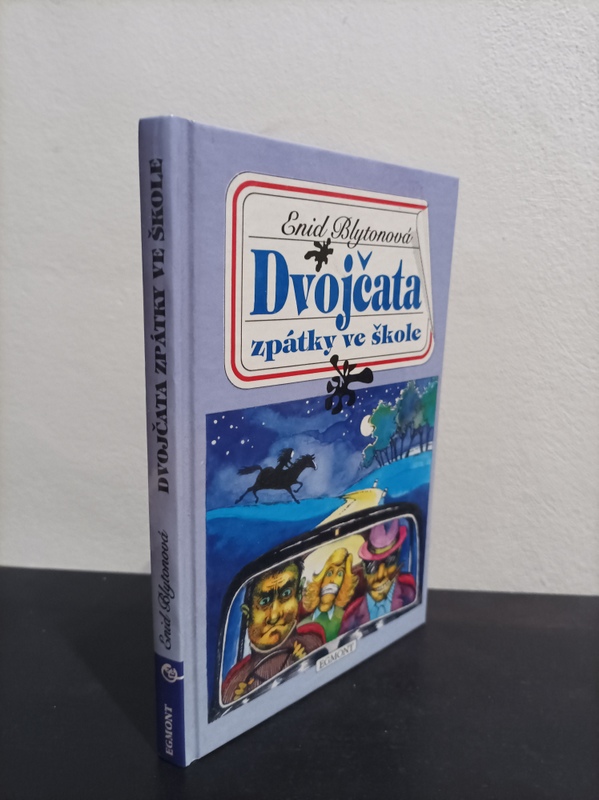 Enid Blytonová
Dvojčata
zpátky ve škole
EGMONT
Enid Blytonová DVOJČATA ZPÁTKY VE ŠKOLE
EGMONT